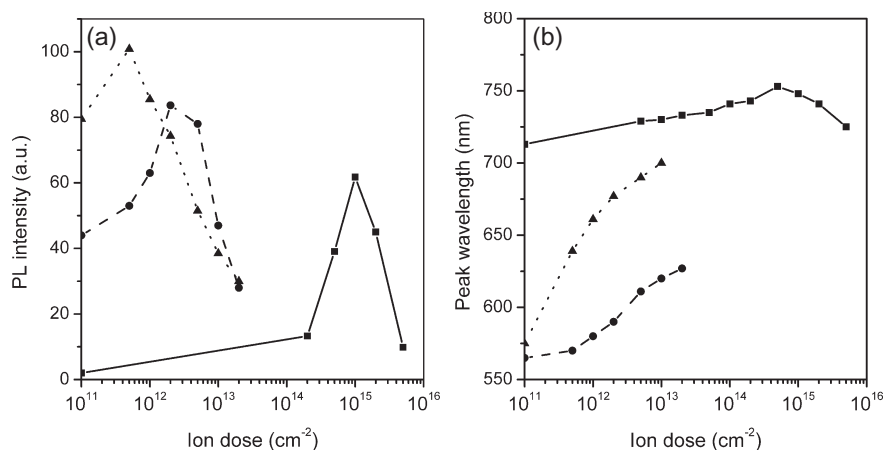 (a)
PL intensity (a.u.)
100
80
60
40
20
0
10^11 10^12 10^13 10^14 10^15 10^16
Ion dose (cm^-2)
(b)
Peak wavelength (nm)
800
750
700
650
600
550
10^11 10^12 10^13 10^14 10^15 10^16
Ion dose (cm^-2)